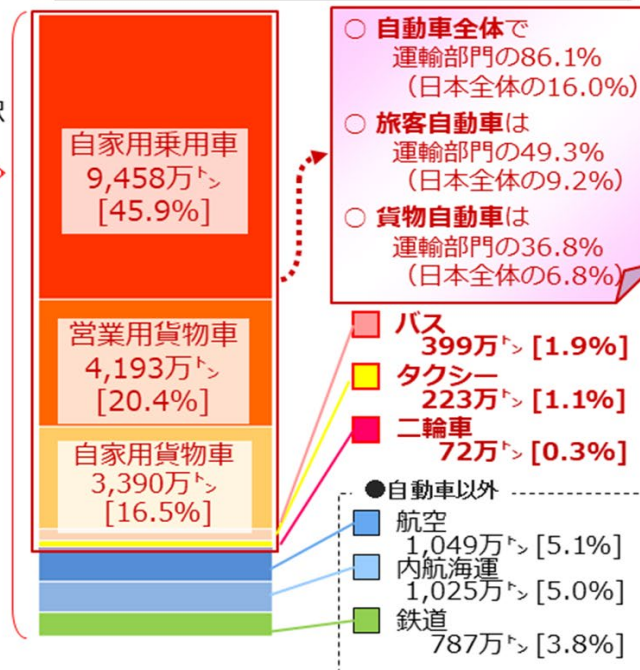 自家用乗用車
9,458万㌧
[45.9%]
営業用貨物車
4,193万㌧
[20.4%]
自家用貨物車
3,390万㌧
[16.5%]
○ 自動車全体で
運輸部門の86.1%
（日本全体の16.0%）
○ 旅客自動車は
運輸部門の49.3%
（日本全体の9.2%）
○ 貨物自動車は
運輸部門の36.8%
（日本全体の6.8%）
バス
399万㌧ [1.9%]
タクシー
223万㌧ [1.1%]
二輪車
72万㌧ [0.3%]
●自動車以外
航空
1,049万㌧ [5.1%]
内航海運
1,025万㌧ [5.0%]
鉄道
787万㌧ [3.8%]